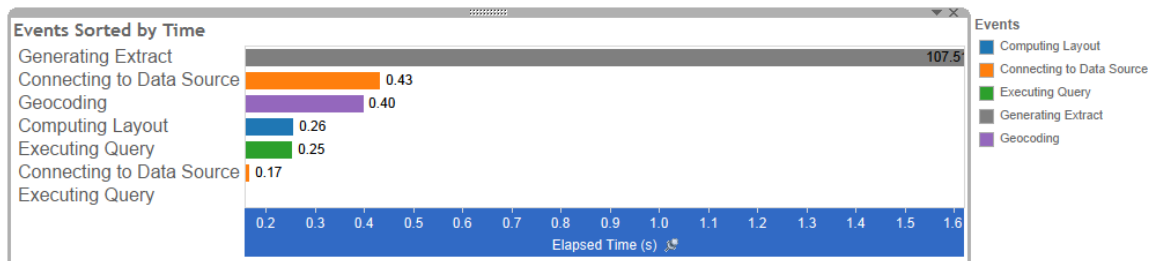 Events Sorted by Time
Generating Extract 107.51
Connecting to Data Source 0.43
Geocoding 0.40
Computing Layout 0.26
Executing Query 0.25
Connecting to Data Source 0.17
Executing Query
0.2 0.3 0.4 0.5 0.6 0.7 0.8 0.9 1.0 1.1 1.2 1.3 1.4 1.5 1.6
Elapsed Time (s)
Events
Computing Layout
Connecting to Data Source
Executing Query
Generating Extract
Geocoding